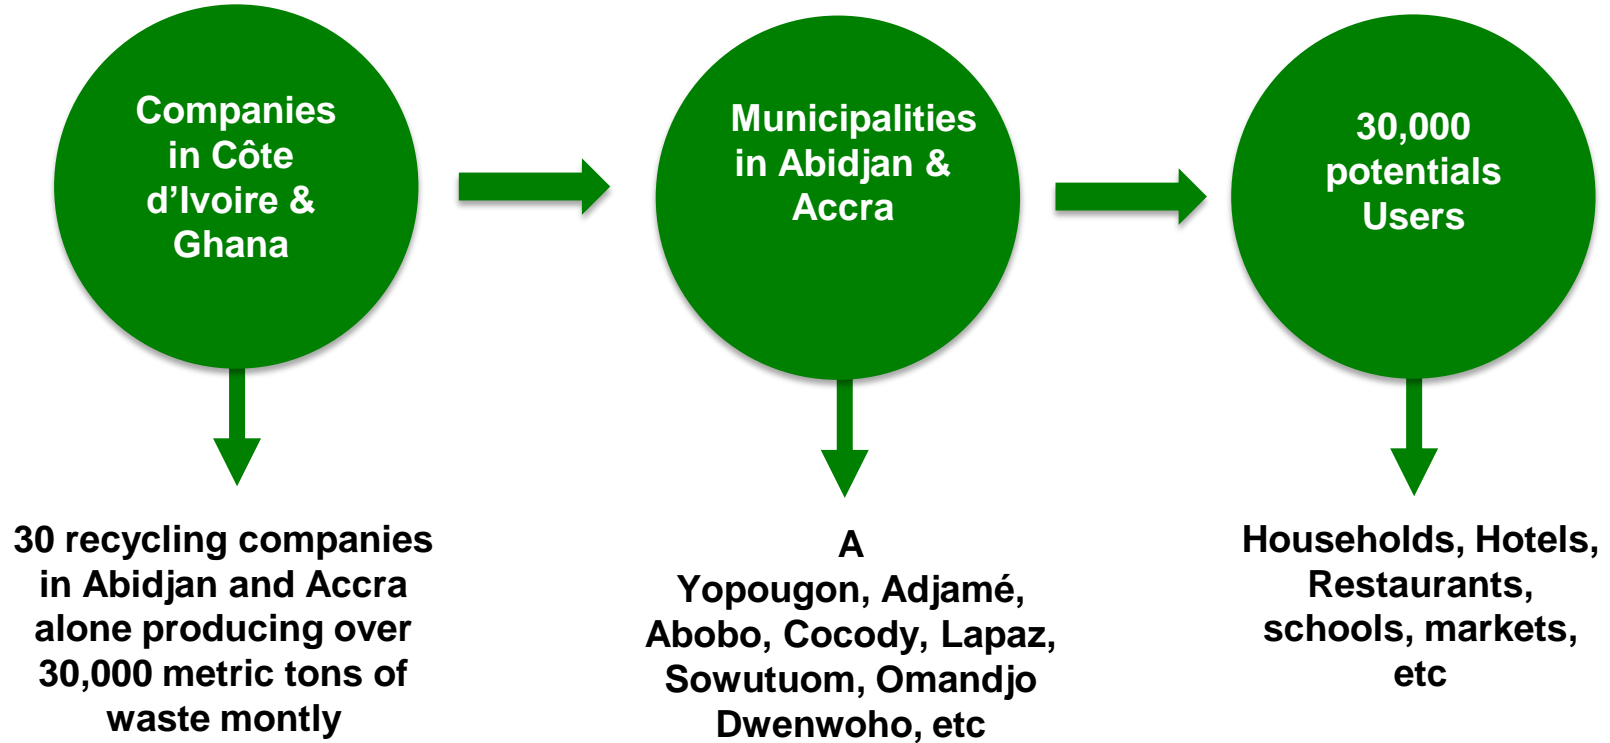 Companies
in Côte
d’Ivoire &
Ghana
Municipalities
in Abidjan &
Accra
30,000
potentials
Users
30 recycling companies
in Abidjan and Accra
alone producing over
30,000 metric tons of
waste montly
A
Yopougon, Adjamé,
Abobo, Cocody, Lapaz,
Sowutuom, Omandjo
Dwenwoho, etc
Households, Hotels,
Restaurants,
schools, markets,
etc